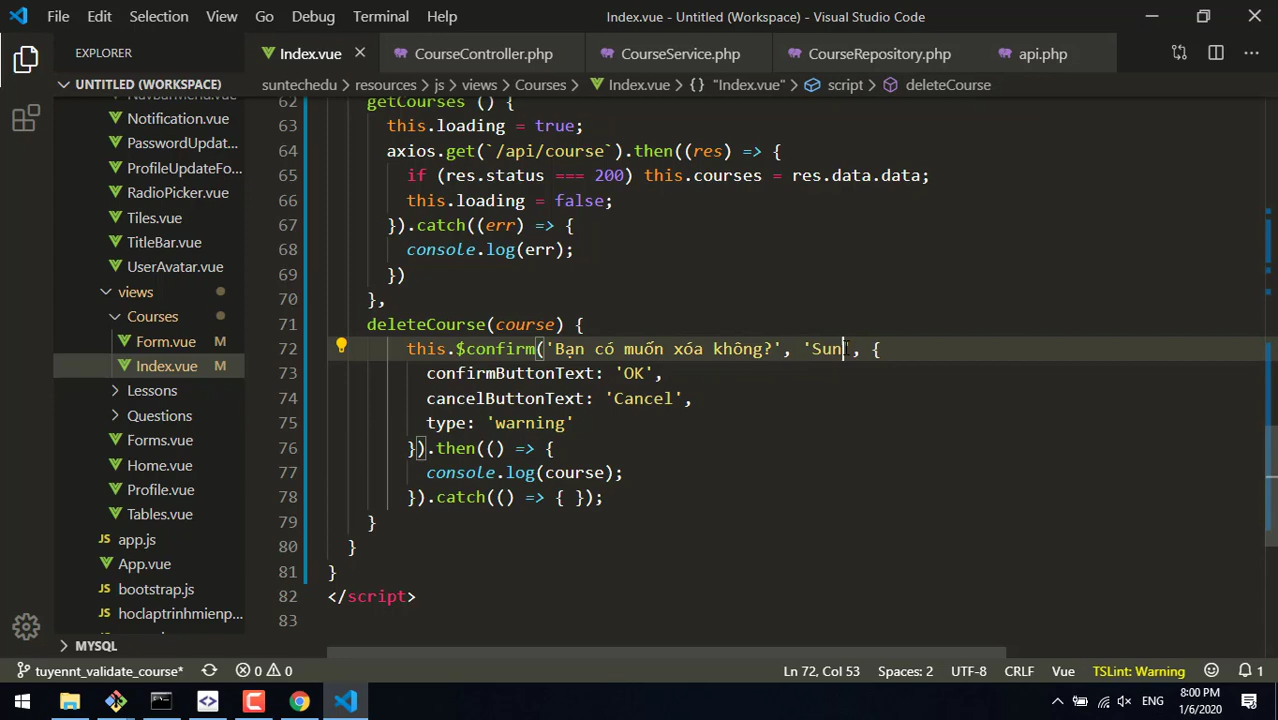 File Edit Selection View Go Debug Terminal Help Index.vue - Untitled (Workspace) - Visual Studio Code
EXPLORER Index.vue CourseController.php CourseService.php CourseRepository.php api.php
UNTITLED (WORKSPACE) suntechedu > resources > js > views > Courses > Index.vue > {} "Index.vue" > script > deleteCourse
NavbarMenu.vue
Notification.vue
PasswordUpdat...
ProfileUpdateFo...
RadioPicker.vue
Tiles.vue
TitleBar.vue
UserAvatar.vue
views
Courses
Form.vue M
Index.vue M
Lessons
Questions
Forms.vue
Home.vue
Profile.vue
Tables.vue
app.js
App.vue
bootstrap.js
hoclaptrinhmienp...
MYSQL
62 getCourses () {
63 this.loading = true;
64 axios.get(`/api/course`).then((res) => {
65 if (res.status === 200) this.courses = res.data.data;
66 this.loading = false;
67 }).catch((err) => {
68 console.log(err);
69 })
70 },
71 deleteCourse(course) {
72 this.$confirm('Bạn có muốn xóa không?', 'Sun', {
73 confirmButtonText: 'OK',
74 cancelButtonText: 'Cancel',
75 type: 'warning'
76 }).then(() => {
77 console.log(course);
78 }).catch(() => { });
79 }
80 }
81 }
82 </script>
83
tuyennt_validate_course* 0 0 Ln 72, Col 53 Spaces: 2 UTF-8 CRLF Vue TSLint: Warning 1
ENG 8:00 PM
1/6/2020